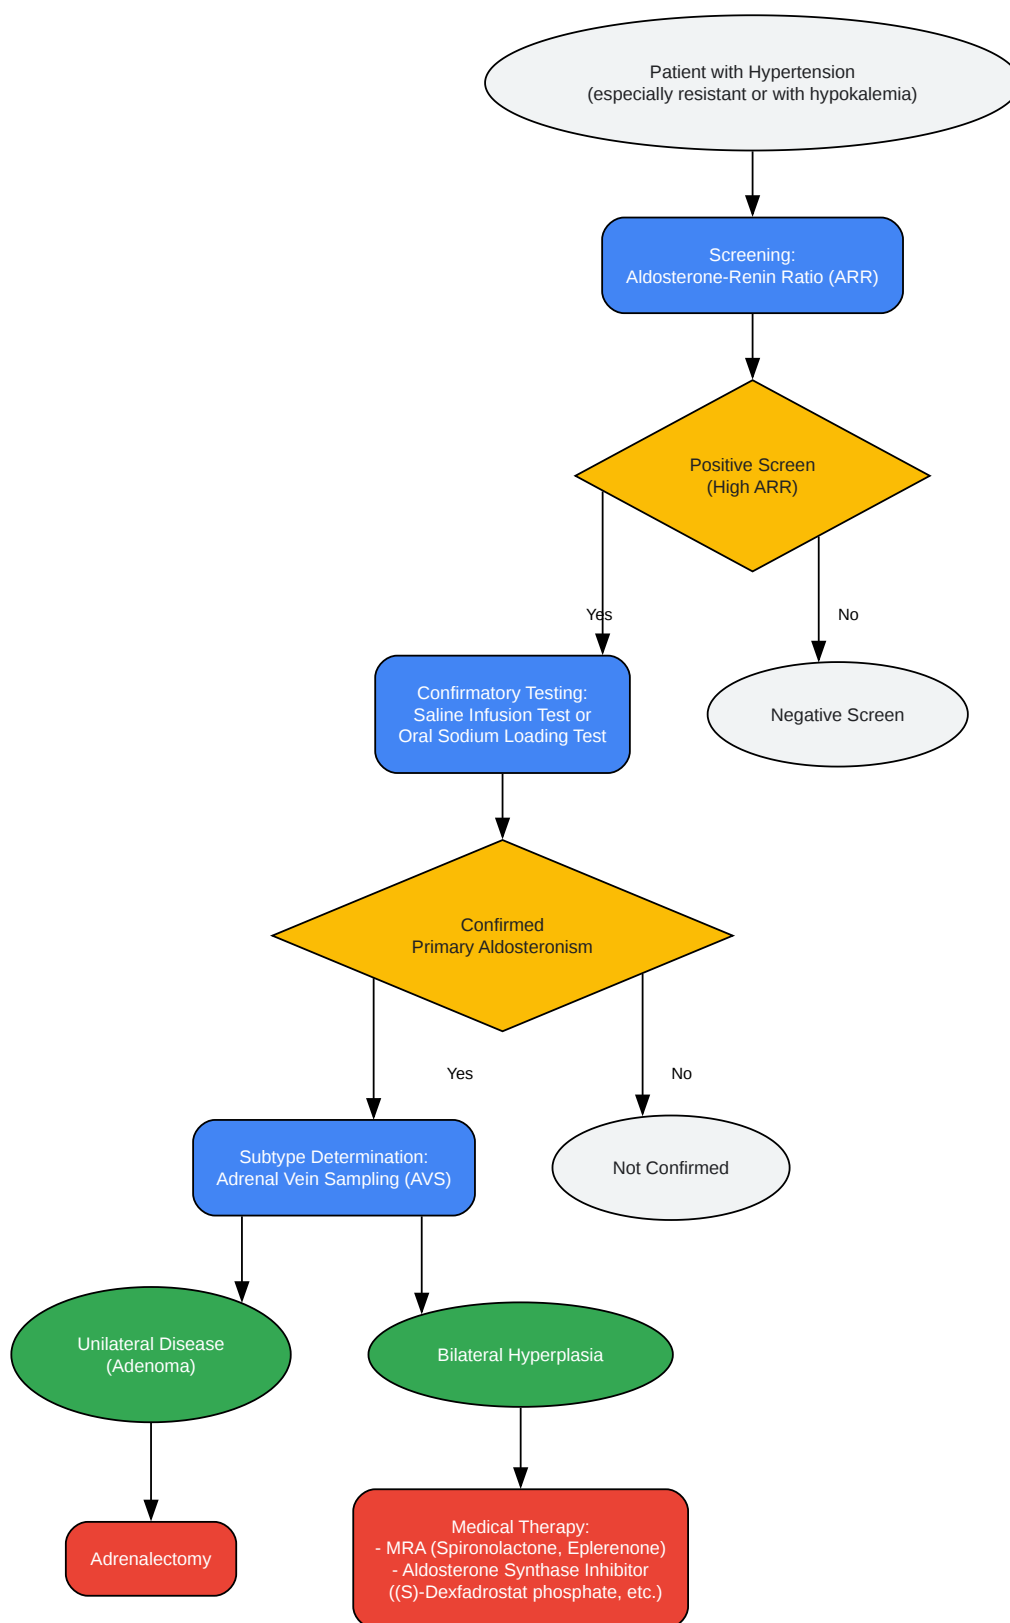 Patient with Hypertension
(especially resistant or with hypokalemia)
Screening:
Aldosterone-Renin Ratio (ARR)
Positive Screen
(High ARR)
Yes
No
Confirmatory Testing:
Saline Infusion Test or
Oral Sodium Loading Test
Negative Screen
Confirmed
Primary Aldosteronism
Yes
No
Subtype Determination:
Adrenal Vein Sampling (AVS)
Not Confirmed
Unilateral Disease
(Adenoma)
Bilateral Hyperplasia
Adrenalectomy
Medical Therapy:
- MRA (Spironolactone, Eplerenone)
- Aldosterone Synthase Inhibitor
((S)-Dexfadrostat phosphate, etc.)